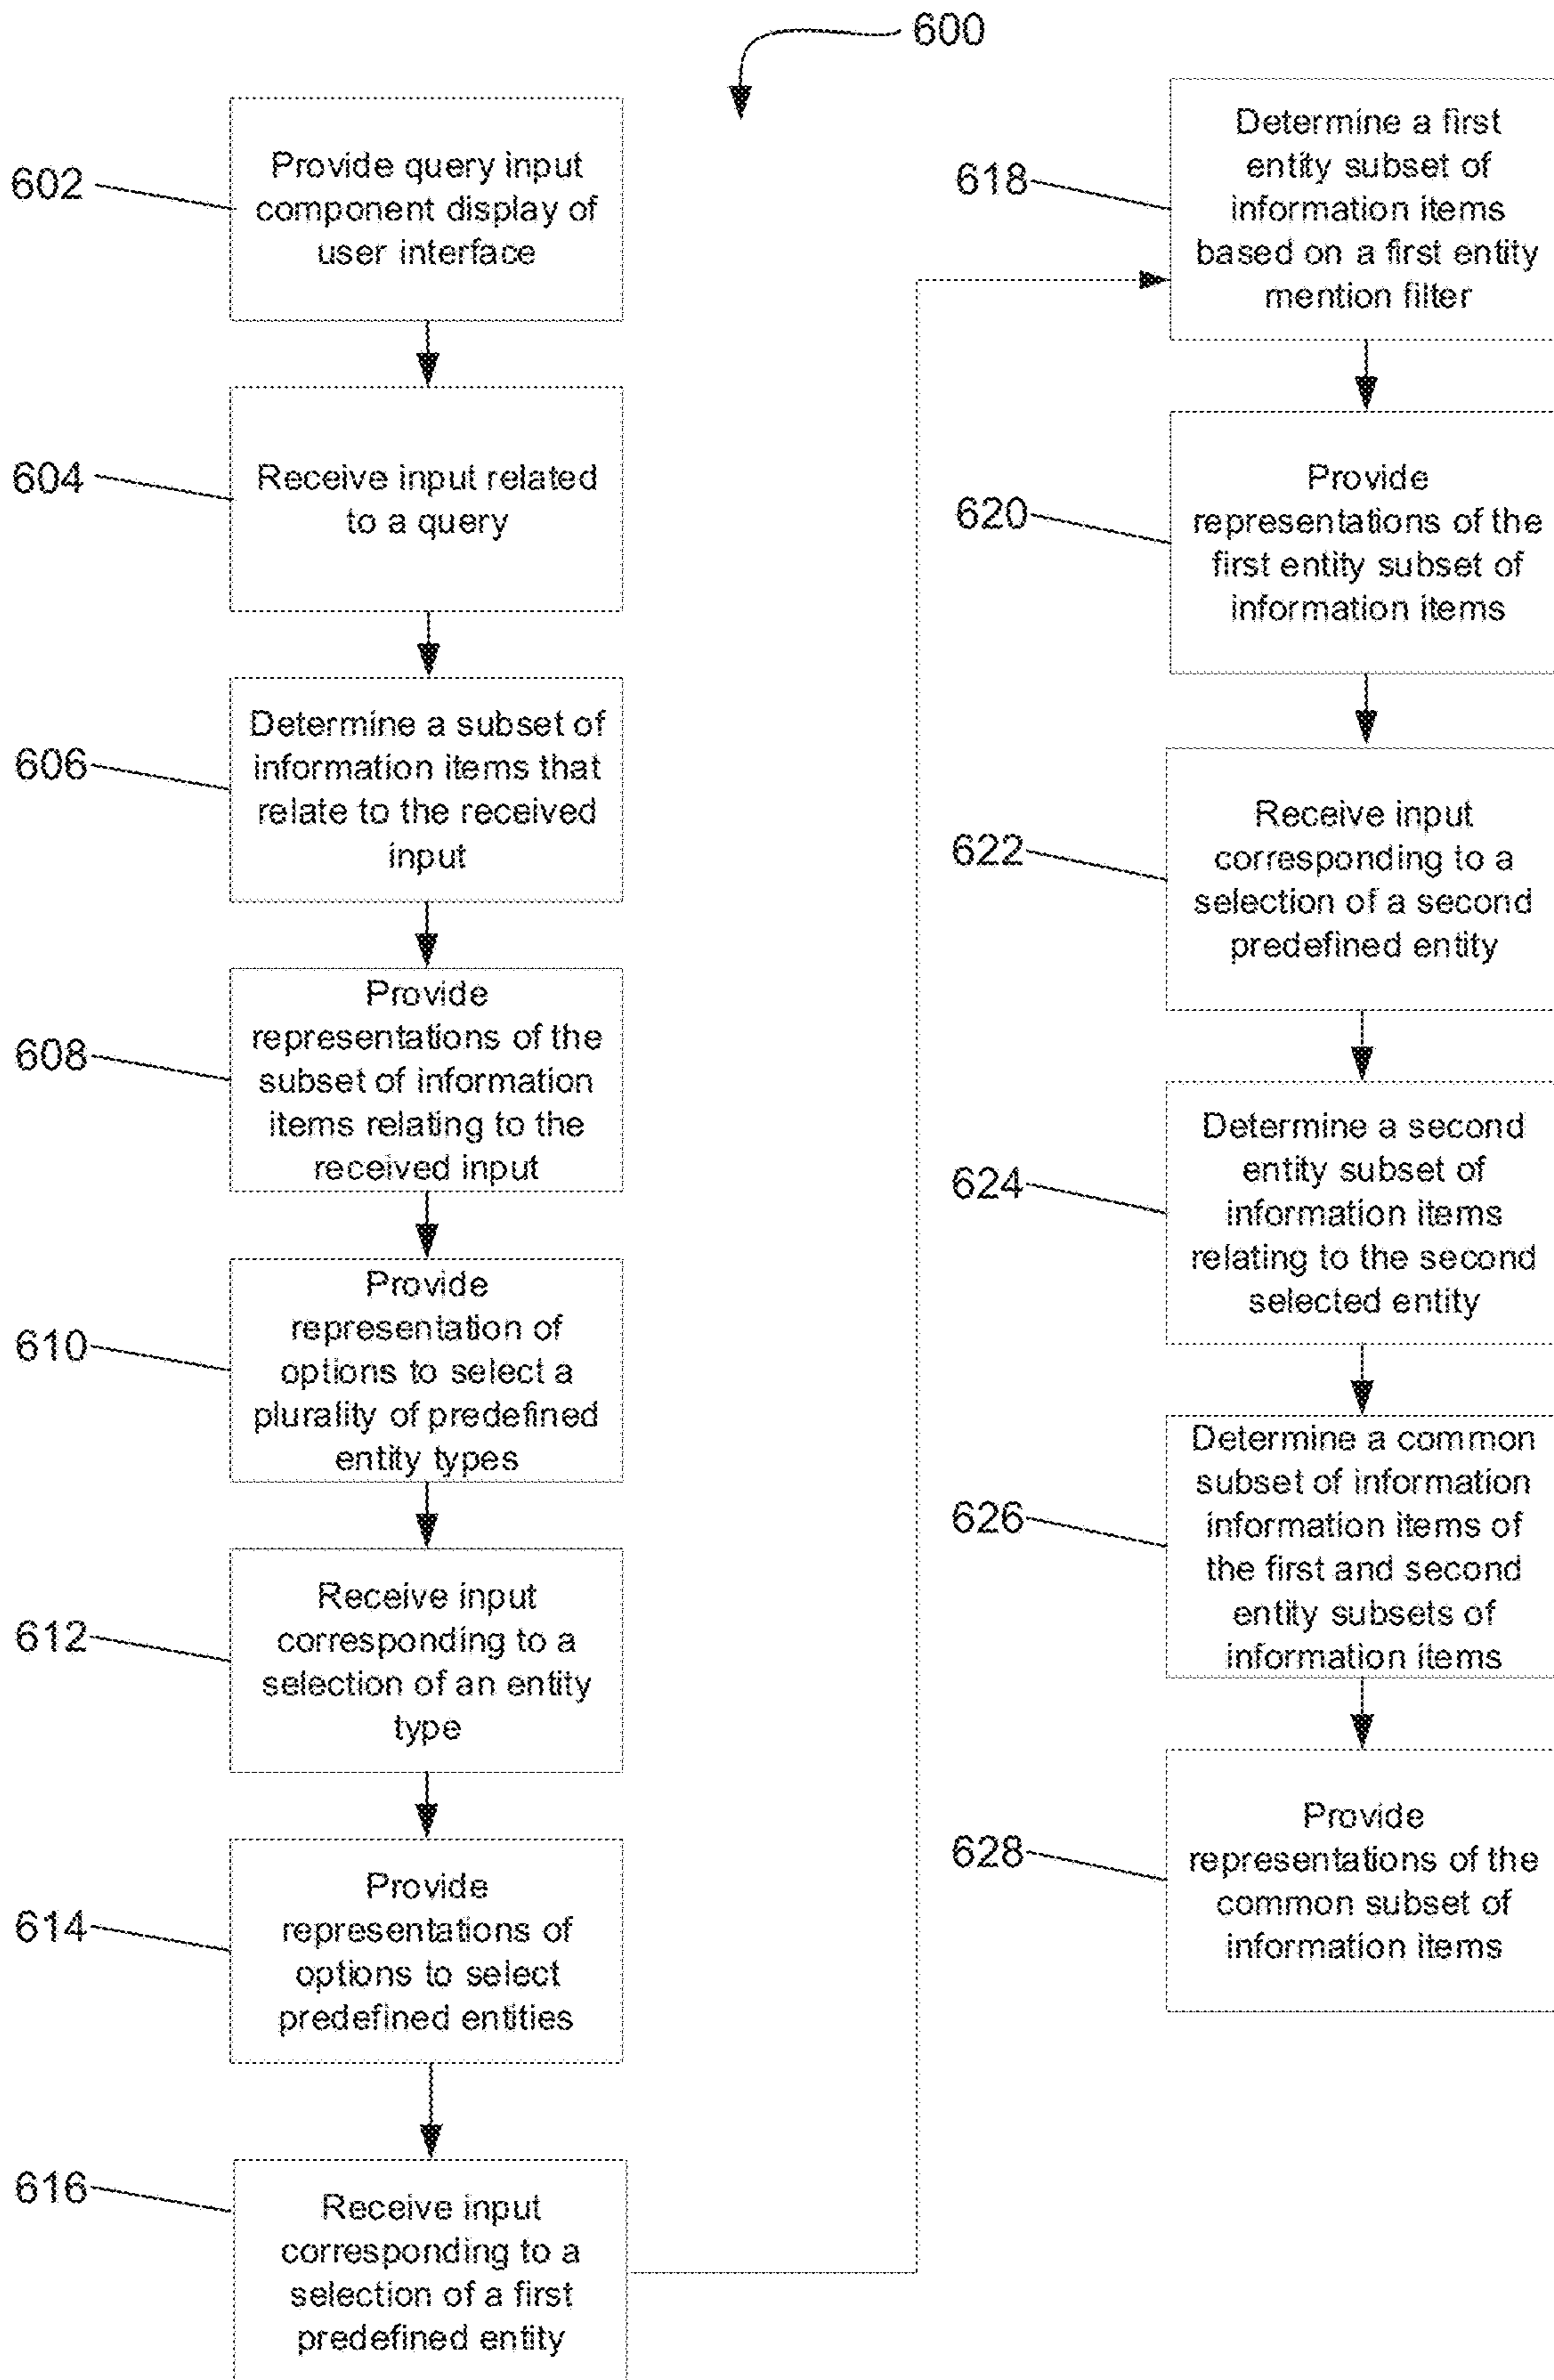 600
602
Provide query input
component display of
user interface
604
Receive input related
to a query
606
Determine a subset of
information items that
relate to the received
input
608
Provide
representations of the
subset of information
items relating to the
received input
610
Provide
representation of
options to select a
plurality of predefined
entity types
612
Receive input
corresponding to a
selection of an entity
type
614
Provide
representations of
options to select
predefined entities
616
Receive input
corresponding to a
selection of a first
predefined entity
618
Determine a first
entity subset of
information items
based on a first entity
mention filter
620
Provide
representations of the
first entity subset of
information items
622
Receive input
corresponding to a
selection of a second
predefined entity
624
Determine a second
entity subset of
information items
relating to the second
selected entity
626
Determine a common
subset of information
information items of
the first and second
entity subsets of
information items
628
Provide
representations of the
common subset of
information items